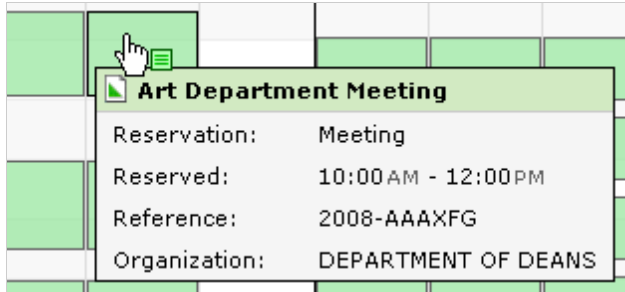 Art Department Meeting
Reservation: Meeting
Reserved: 10:00AM - 12:00PM
Reference: 2008-AAAXFG
Organization: DEPARTMENT OF DEANS